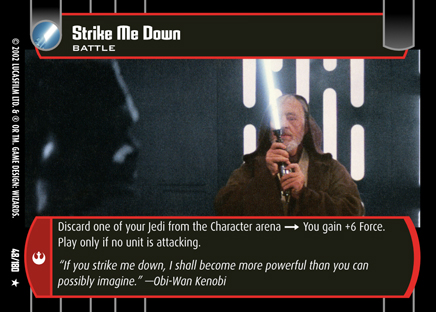 Strike Me Down
BATTLE
© 2002 LUCASFILM LTD. & ® OR TM. GAME DESIGN: WIZARDS.
Discard one of your Jedi from the Character arena → You gain +6 Force.
Play only if no unit is attacking.
"If you strike me down, I shall become more powerful than you can
possibly imagine." —Obi-Wan Kenobi
48/180 ★